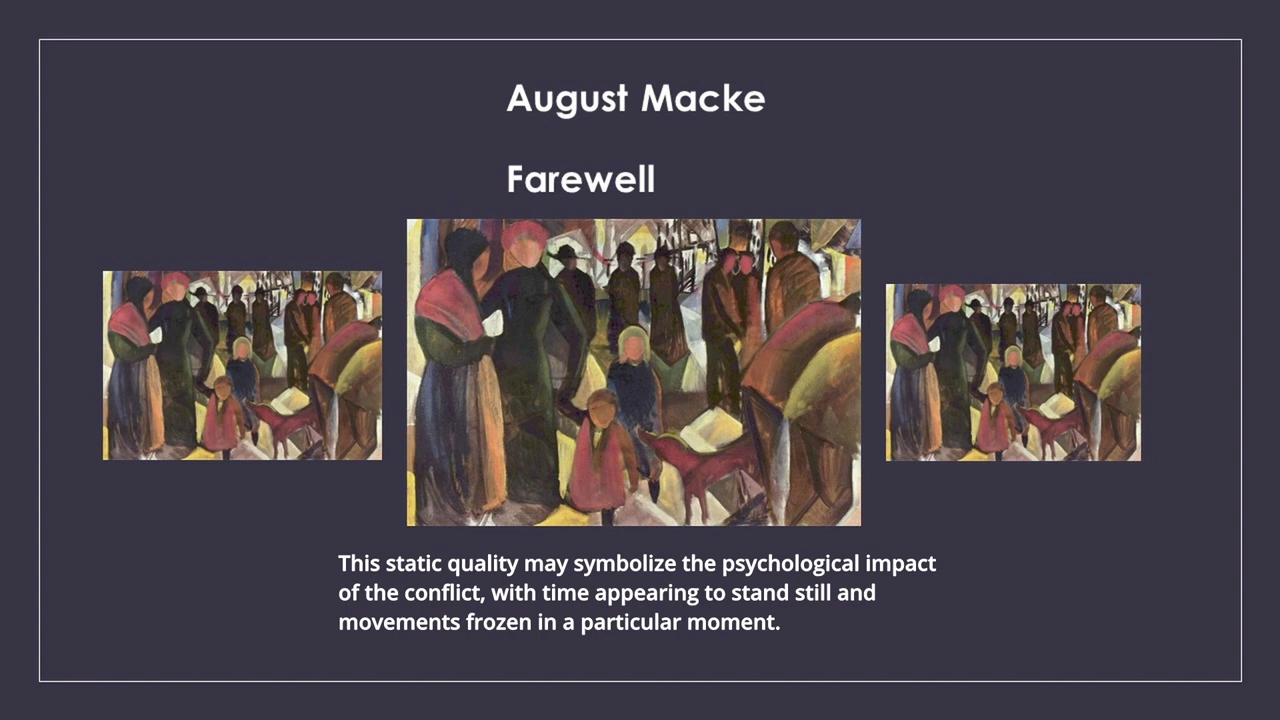 August Macke
Farewell
This static quality may symbolize the psychological impact
of the conflict, with time appearing to stand still and
movements frozen in a particular moment.